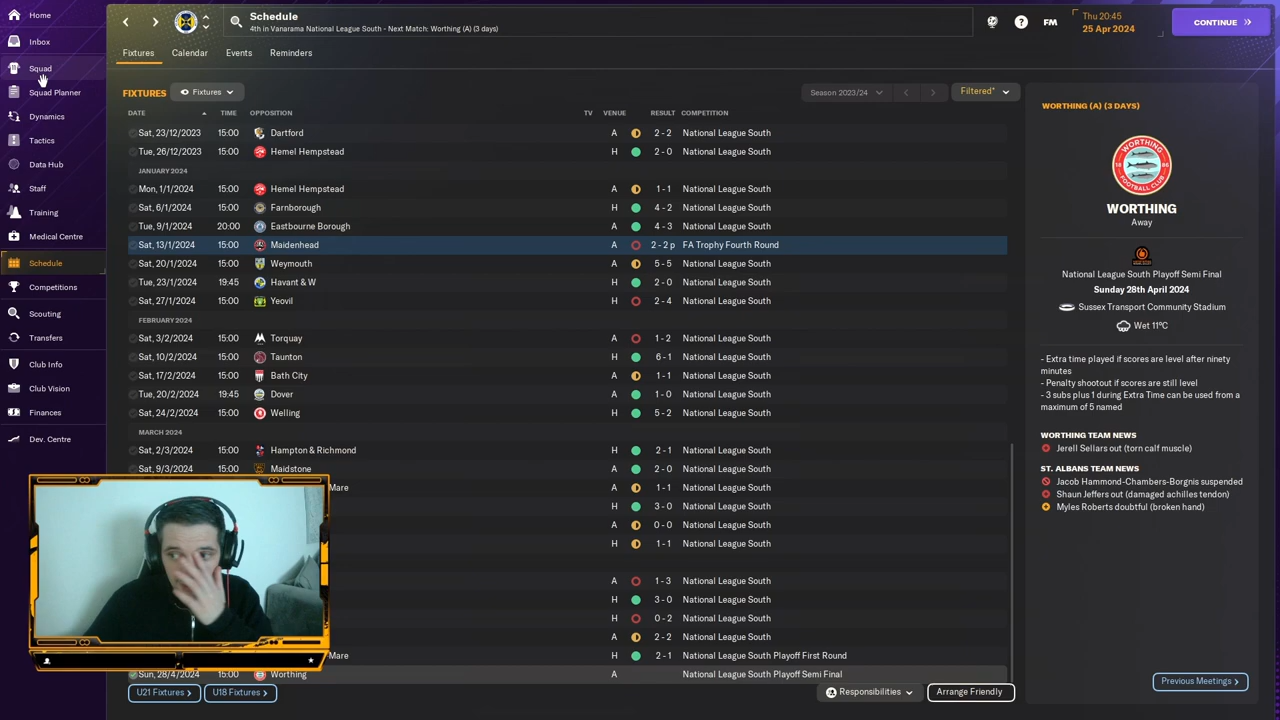 Home
Inbox
Squad
Squad Planner
Dynamics
Tactics
Data Hub
Staff
Training
Medical Centre
Schedule
Competitions
Scouting
Transfers
Club Info
Club Vision
Finances
Dev. Centre
Schedule
4th in Vanarama National League South - Next Match: Worthing (A) (3 days)
FM
Thu 20:45
25 Apr 2024
CONTINUE
Fixtures
Calendar
Events
Reminders
FIXTURES
Fixtures
Season 2023/24
Filtered*
DATE TIME OPPOSITION TV VENUE RESULT COMPETITION
Sat, 23/12/2023 15:00 Dartford A 2 - 2 National League South
Tue, 26/12/2023 15:00 Hemel Hempstead H 2 - 0 National League South
JANUARY 2024
Mon, 1/1/2024 15:00 Hemel Hempstead A 1 - 1 National League South
Sat, 6/1/2024 15:00 Farnborough H 4 - 2 National League South
Tue, 9/1/2024 20:00 Eastbourne Borough A 4 - 3 National League South
Sat, 13/1/2024 15:00 Maidenhead A 2 - 2 p FA Trophy Fourth Round
Sat, 20/1/2024 15:00 Weymouth A 5 - 5 National League South
Tue, 23/1/2024 19:45 Havant & W H 2 - 0 National League South
Sat, 27/1/2024 15:00 Yeovil H 2 - 4 National League South
FEBRUARY 2024
Sat, 3/2/2024 15:00 Torquay A 1 - 2 National League South
Sat, 10/2/2024 15:00 Taunton H 6 - 1 National League South
Sat, 17/2/2024 15:00 Bath City A 1 - 1 National League South
Tue, 20/2/2024 19:45 Dover A 1 - 0 National League South
Sat, 24/2/2024 15:00 Welling H 5 - 2 National League South
MARCH 2024
Sat, 2/3/2024 15:00 Hampton & Richmond H 2 - 1 National League South
Sat, 9/3/2024 15:00 Maidstone A 2 - 0 National League South
Mare A 1 - 1 National League South
H 3 - 0 National League South
A 0 - 0 National League South
H 1 - 1 National League South
A 1 - 3 National League South
H 3 - 0 National League South
H 0 - 2 National League South
A 2 - 2 National League South
Mare H 2 - 1 National League South Playoff First Round
Sun, 28/4/2024 15:00 Worthing A National League South Playoff Semi Final
U21 Fixtures
U18 Fixtures
Responsibilities
Arrange Friendly
WORTHING (A) (3 DAYS)
WORTHING
18 86
FOOTBALL CLUB
WORTHING
Away
National League South Playoff Semi Final
Sunday 28th April 2024
Sussex Transport Community Stadium
Wet 11°C
- Extra time played if scores are level after ninety
minutes
- Penalty shootout if scores are still level
- 3 subs plus 1 during Extra Time can be used from a
maximum of 5 named
WORTHING TEAM NEWS
Jerell Sellars out (torn calf muscle)
ST. ALBANS TEAM NEWS
Jacob Hammond-Chambers-Borgnis suspended
Shaun Jeffers out (damaged achilles tendon)
Myles Roberts doubtful (broken hand)
Previous Meetings